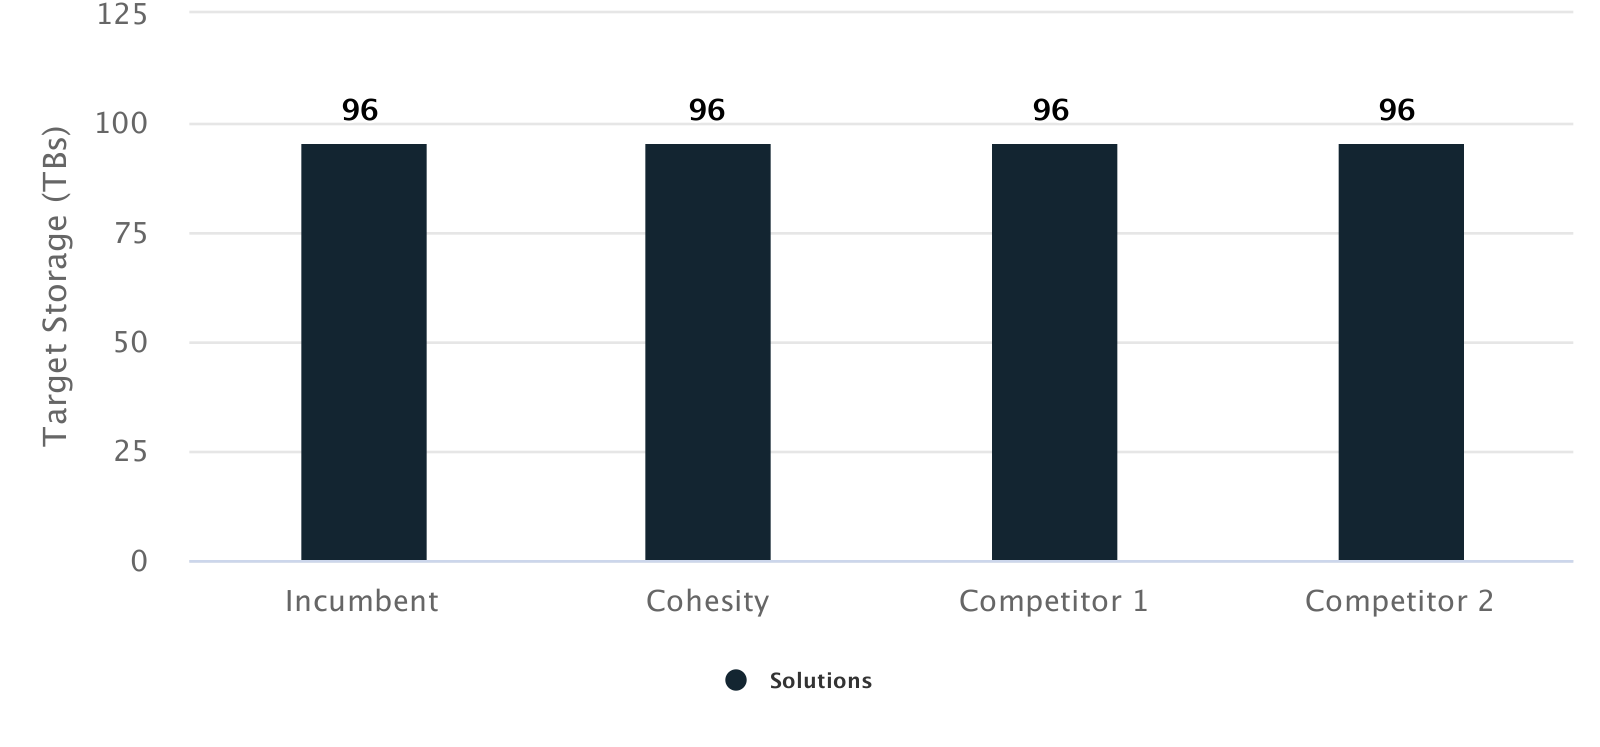 125
100
75
50
25
0
Target Storage (TBs)
96 96 96 96
Incumbent Cohesity Competitor 1 Competitor 2
Solutions